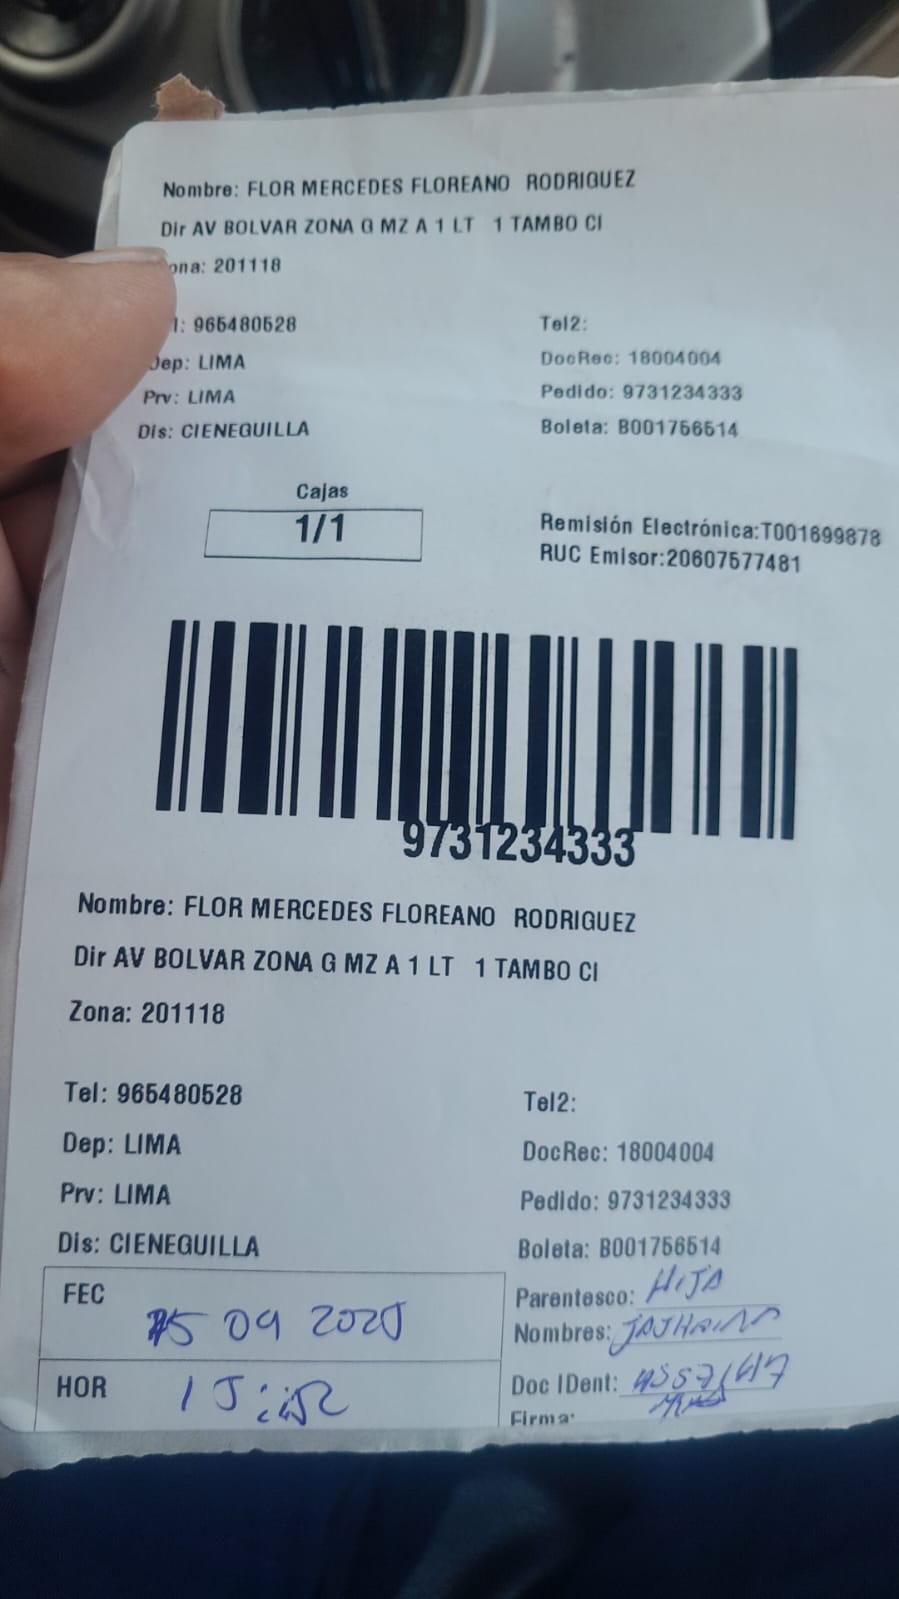 Nombre: FLOR MERCEDES FLOREANO RODRIGUEZ
Dir AV BOLVAR ZONA G MZ A 1 LT 1 TAMBO CI
ona: 201118
l: 965480528 Tel2:
Dep: LIMA DocRec: 18004004
Prv: LIMA Pedido: 9731234333
Dis: CIENEGUILLA Boleta: B001756514
Cajas
1/1
Remisión Electrónica:T001699878
RUC Emisor:20607577481
9731234333
Nombre: FLOR MERCEDES FLOREANO RODRIGUEZ
Dir AV BOLVAR ZONA G MZ A 1 LT 1 TAMBO CI
Zona: 201118
Tel: 965480528 Tel2:
Dep: LIMA DocRec: 18004004
Prv: LIMA Pedido: 9731234333
Dis: CIENEGUILLA Boleta: B001756514
FEC 15 09 2025
Parentesco: HIJA
Nombres:
HOR
Doc IDent:
Firma: